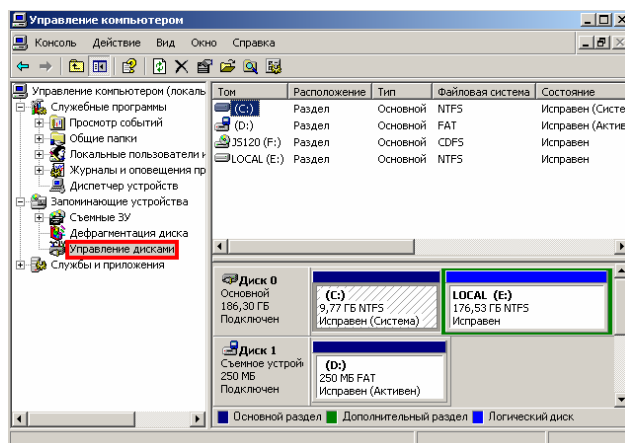 Управление компьютером
Консоль Действие Вид Окно Справка
Управление компьютером (локаль
Служебные программы
Просмотр событий
Общие папки
Локальные пользователи и
Журналы и оповещения пр
Диспетчер устройств
Запоминающие устройства
Съемные ЗУ
Дефрагментация диска
Управление дисками
Службы и приложения
Том Расположение Тип Файловая система Состояние
(C:) Раздел Основной NTFS Исправен (Систе
(D:) Раздел Основной FAT Исправен (Актив
JS120 (F:) Раздел Основной CDFS Исправен
LOCAL (E:) Раздел Основной NTFS Исправен
Диск 0
Основной
186,30 ГБ
Подключен
(C:)
9,77 ГБ NTFS
Исправен (Система)
LOCAL (E:)
176,53 ГБ NTFS
Исправен
Диск 1
Съемное устрой
250 МБ
Подключен
(D:)
250 МБ FAT
Исправен (Активен)
Основной раздел Дополнительный раздел Логический диск